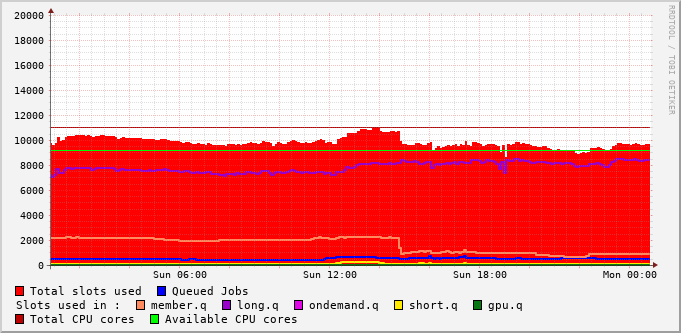 20000
18000
16000
14000
12000
10000
8000
6000
4000
2000
0
Sun 06:00 Sun 12:00 Sun 18:00 Mon 00:00
Total slots used Queued Jobs
Slots used in : member.q long.q ondemand.q short.q gpu.q
Total CPU cores Available CPU cores
RRDTOOL / TOBI OETIKER